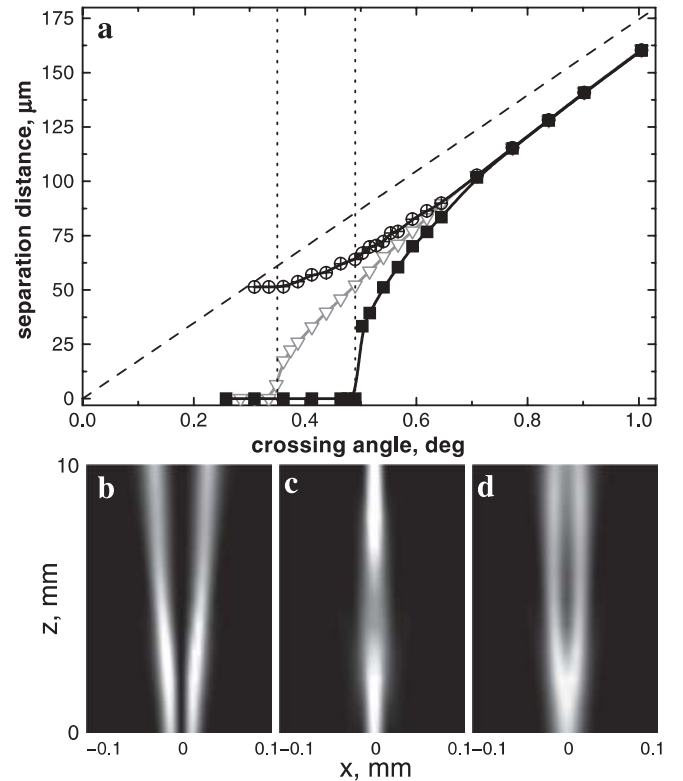 a
separation distance, μm
175
150
125
100
75
50
25
0
0.0 0.2 0.4 0.6 0.8 1.0
crossing angle, deg
b c d
z, mm
10
0
−0.1 0 0.1 −0.1 0 0.1 −0.1 0 0.1
x, mm